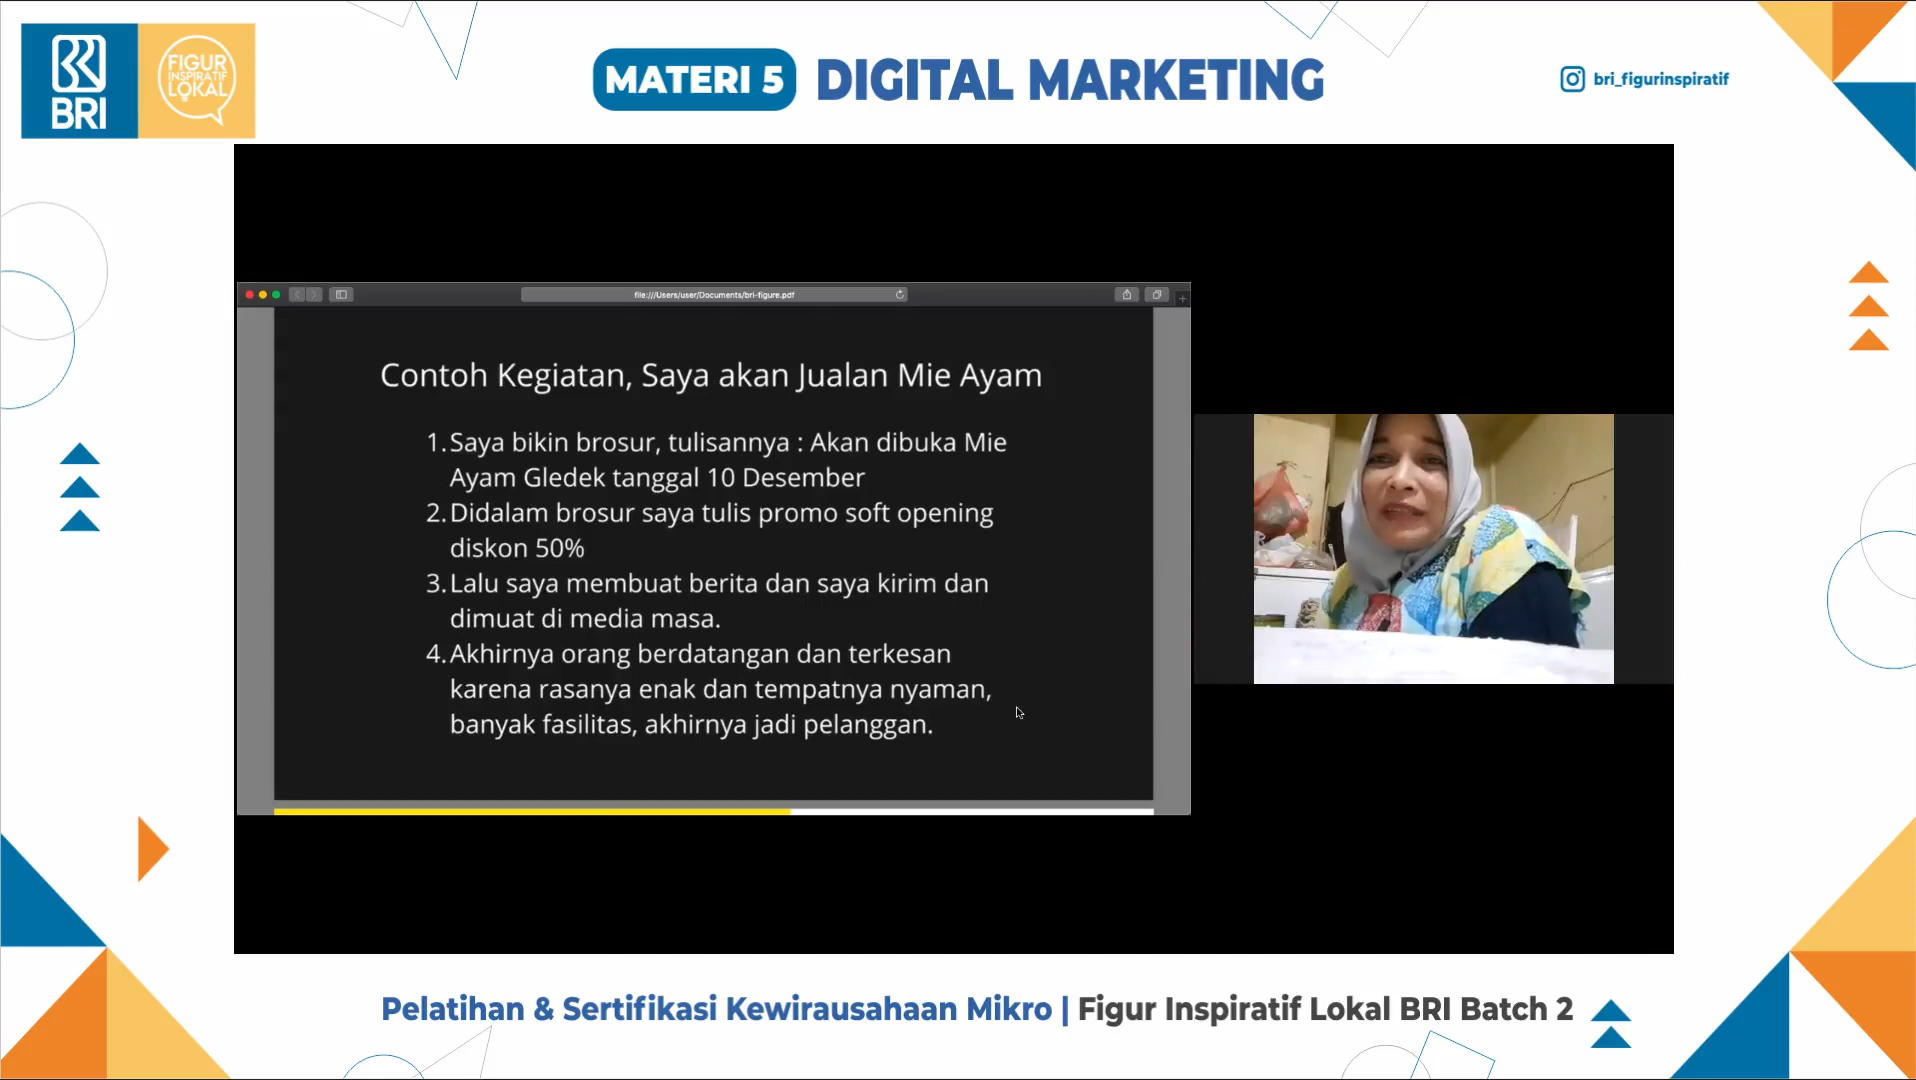 BRI
FIGUR
INSPIRATIF
LOKAL
MATERI 5 DIGITAL MARKETING
bri_figurinspiratif
file:///Users/user/Documents/bri-figure.pdf
Contoh Kegiatan, Saya akan Jualan Mie Ayam
1. Saya bikin brosur, tulisannya : Akan dibuka Mie
Ayam Gledek tanggal 10 Desember
2. Didalam brosur saya tulis promo soft opening
diskon 50%
3. Lalu saya membuat berita dan saya kirim dan
dimuat di media masa.
4. Akhirnya orang berdatangan dan terkesan
karena rasanya enak dan tempatnya nyaman,
banyak fasilitas, akhirnya jadi pelanggan.
Pelatihan & Sertifikasi Kewirausahaan Mikro | Figur Inspiratif Lokal BRI Batch 2